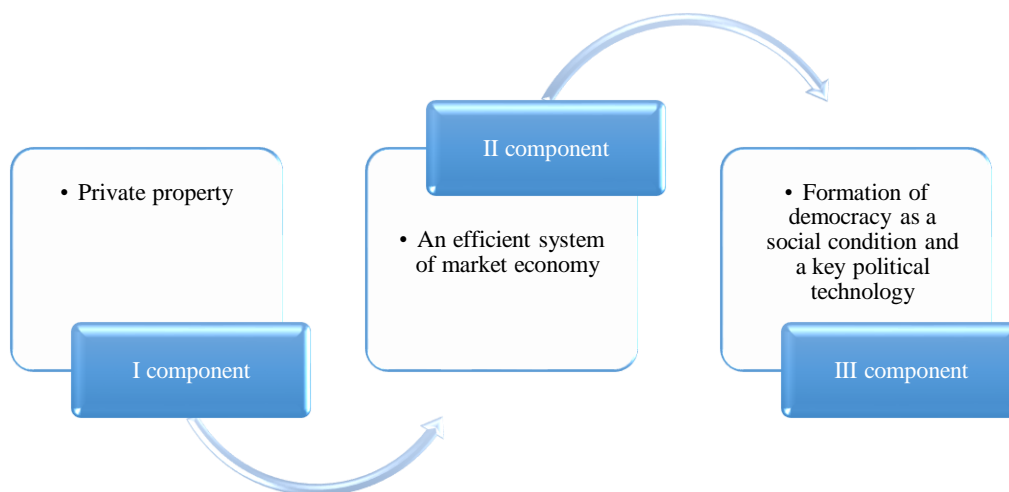 • Private property
I component
II component
• An efficient system
of market economy
• Formation of
democracy as a
social condition and
a key political
technology
III component